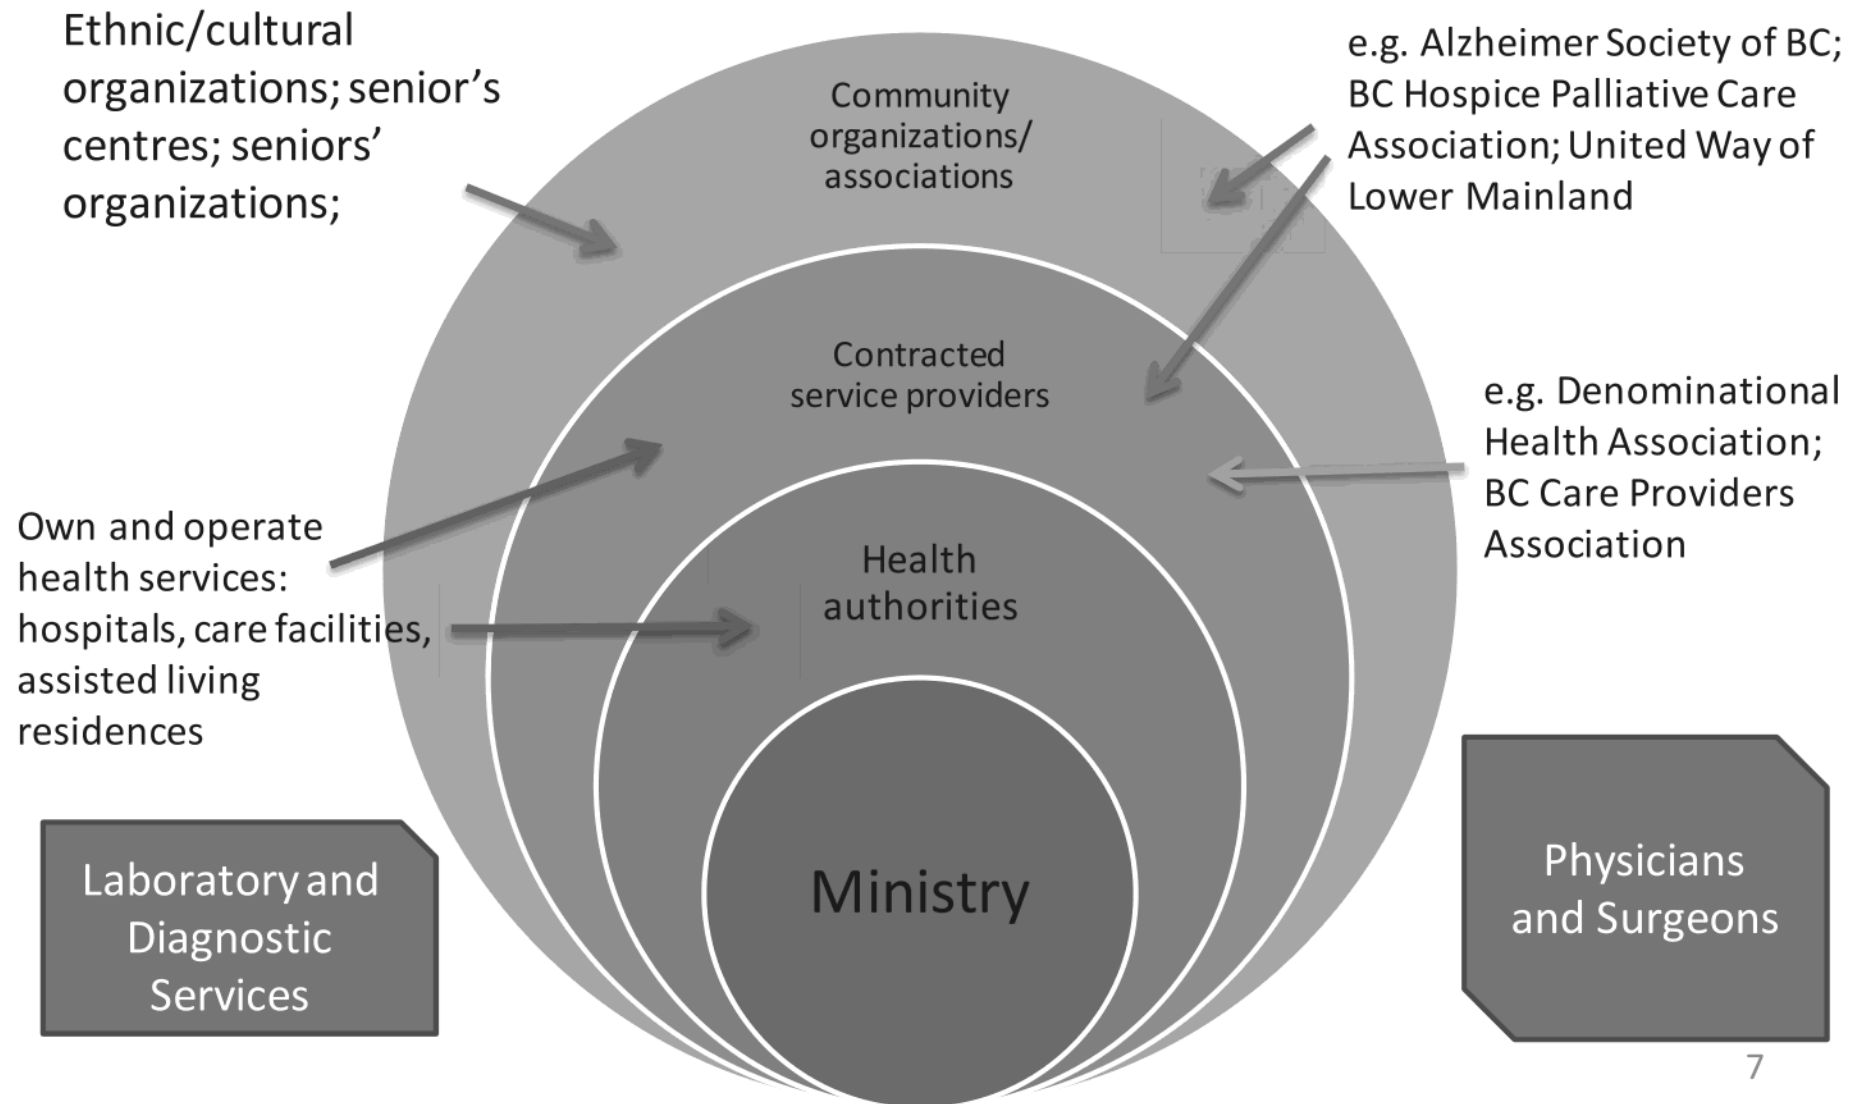 Ethnic/cultural
organizations; senior’s
centres; seniors’
organizations;
Community
organizations/
associations
e.g. Alzheimer Society of BC;
BC Hospice Palliative Care
Association; United Way of
Lower Mainland
Contracted
service providers
e.g. Denominational
Health Association;
BC Care Providers
Association
Own and operate
health services:
hospitals, care facilities,
assisted living
residences
Health
authorities
Ministry
Laboratory and
Diagnostic
Services
Physicians
and Surgeons
7